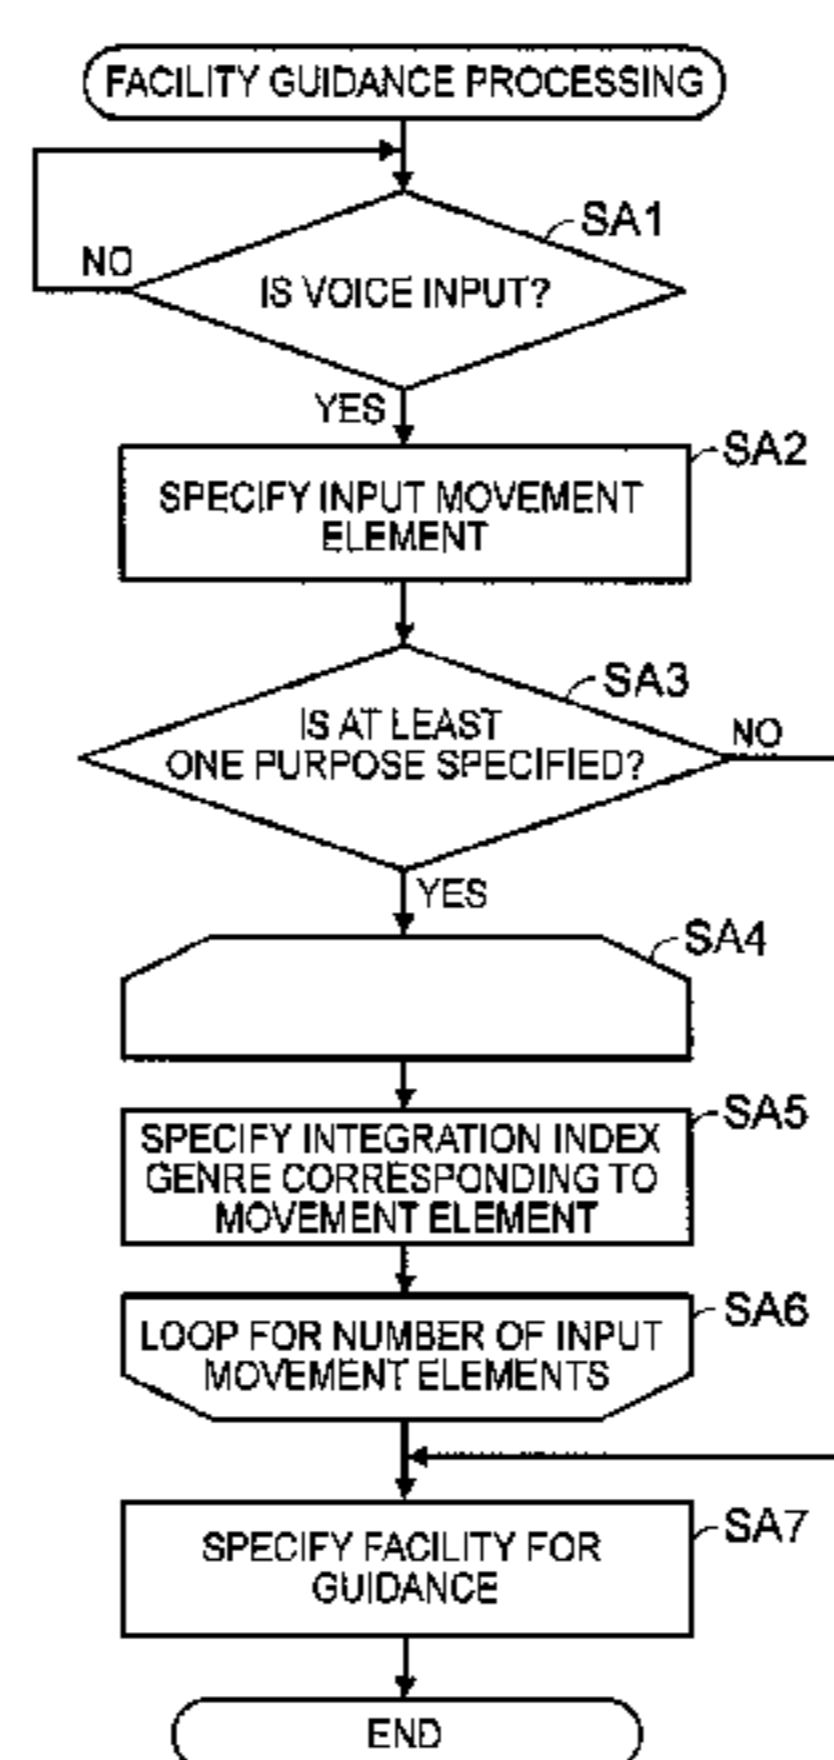 FACILITY GUIDANCE PROCESSING
SA1
NO
IS VOICE INPUT?
YES
SA2
SPECIFY INPUT MOVEMENT
ELEMENT
SA3
IS AT LEAST
ONE PURPOSE SPECIFIED?
NO
YES
SA4
SA5
SPECIFY INTEGRATION INDEX
GENRE CORRESPONDING TO
MOVEMENT ELEMENT
SA6
LOOP FOR NUMBER OF INPUT
MOVEMENT ELEMENTS
SA7
SPECIFY FACILITY FOR
GUIDANCE
END